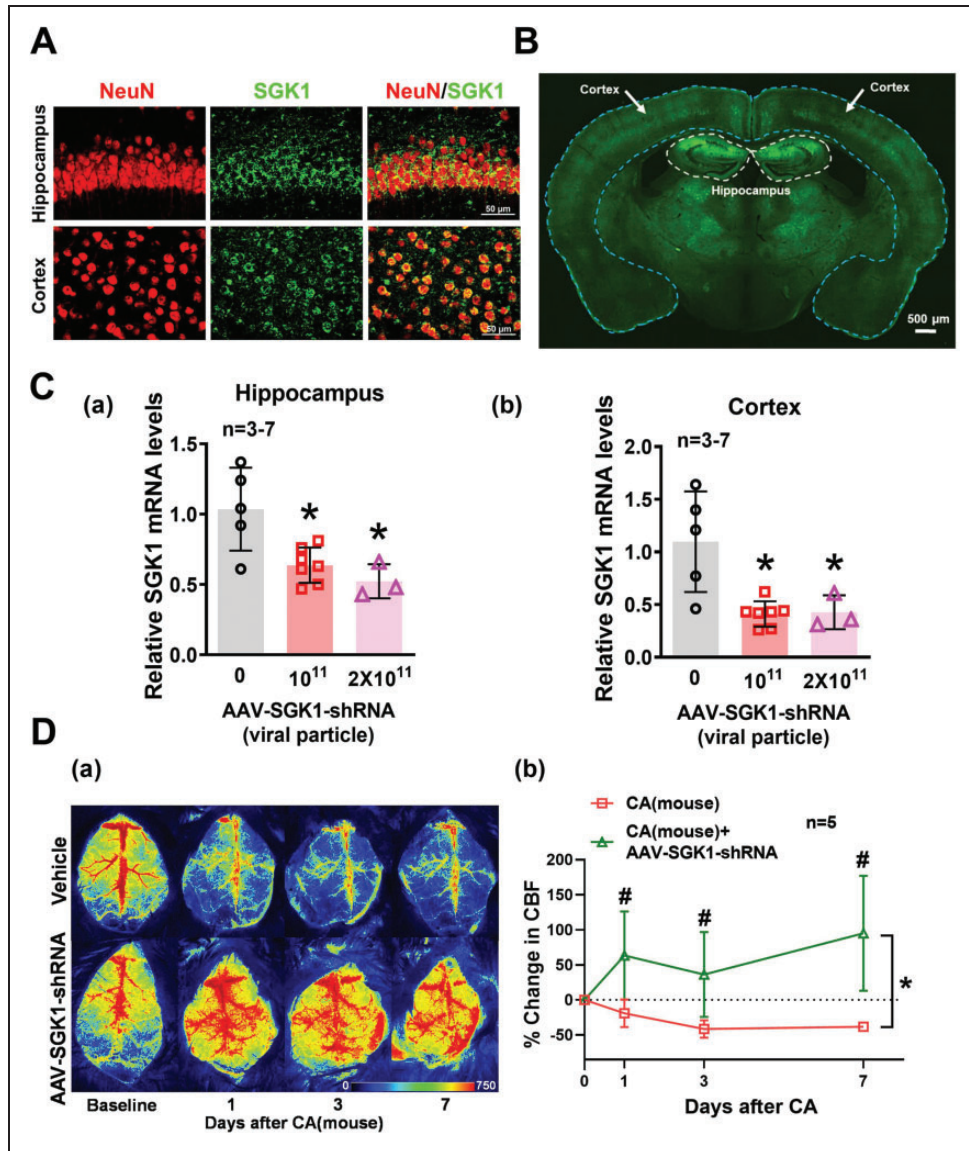 A
NeuN
SGK1
NeuN/SGK1
Hippocampus
50 µm
Cortex
50 µm
B
Cortex
Cortex
Hippocampus
500 µm
C
(a)
Hippocampus
n=3-7
Relative SGK1 mRNA levels
1.5
1.0
0.5
0.0
*
*
0
10¹¹
2X10¹¹
AAV-SGK1-shRNA
(viral particle)
(b)
Cortex
n=3-7
Relative SGK1 mRNA levels
2.0
1.5
1.0
0.5
0.0
*
*
0
10¹¹
2X10¹¹
AAV-SGK1-shRNA
(viral particle)
D
(a)
Vehicle
AAV-SGK1-shRNA
0
750
Baseline
1
3
7
Days after CA(mouse)
(b)
CA(mouse)
CA(mouse)+
AAV-SGK1-shRNA
n=5
% Change in CBF
200
150
100
50
0
-50
#
#
#
*
0
1
3
7
Days after CA